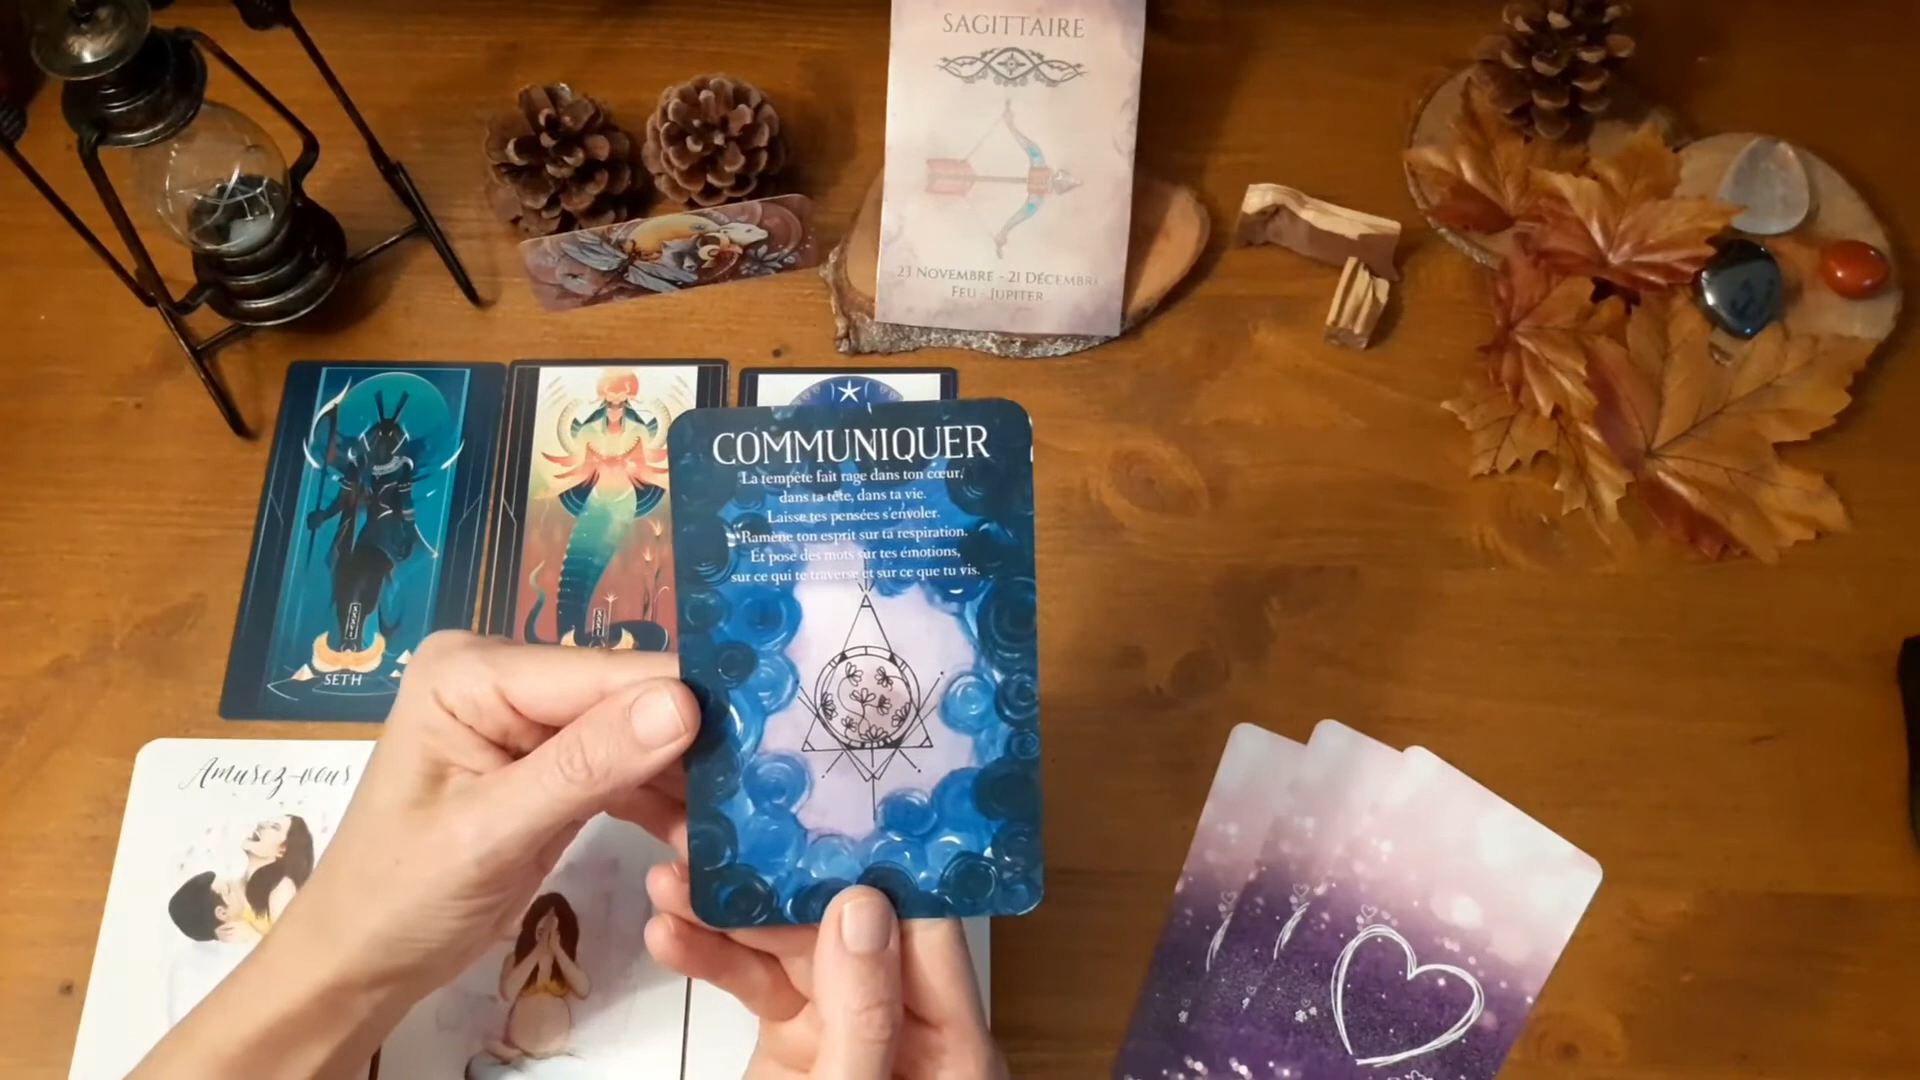 SAGITTAIRE
23 NOVEMBRE - 21 DÉCEMBRE
FEU - JUPITER
COMMUNIQUER
La tempête fait rage dans ton cœur,
dans ta tête, dans ta vie.
Laisse tes pensées s'envoler.
Ramène ton esprit sur ta respiration.
Et pose des mots sur tes émotions,
sur ce qui te traverse et sur ce que tu vis.
XXXVI
XXXI
SETH
Amusez-vous